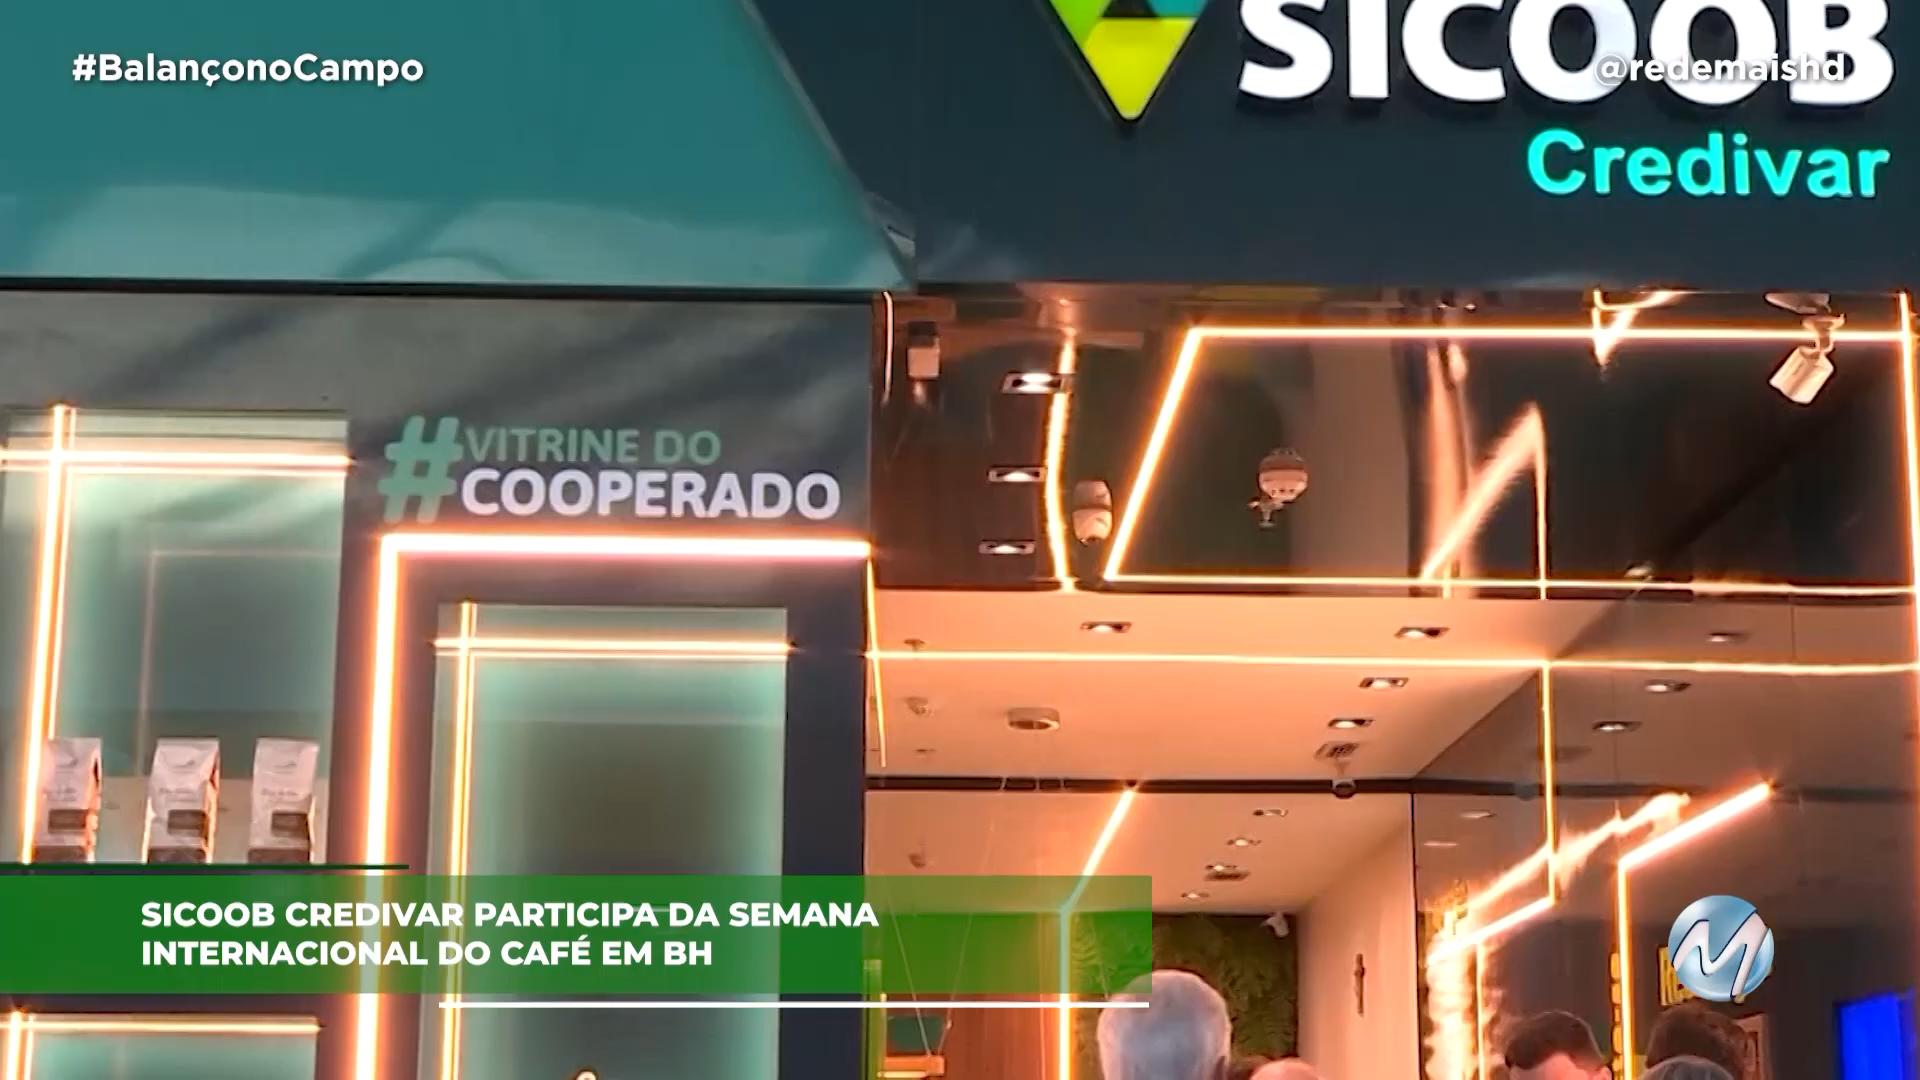 #BalançonoCampo
@redemaishd
SICOOB
Credivar
#VITRINE DO
COOPERADO
SICOOB CREDIVAR PARTICIPA DA SEMANA
INTERNACIONAL DO CAFÉ EM BH
M